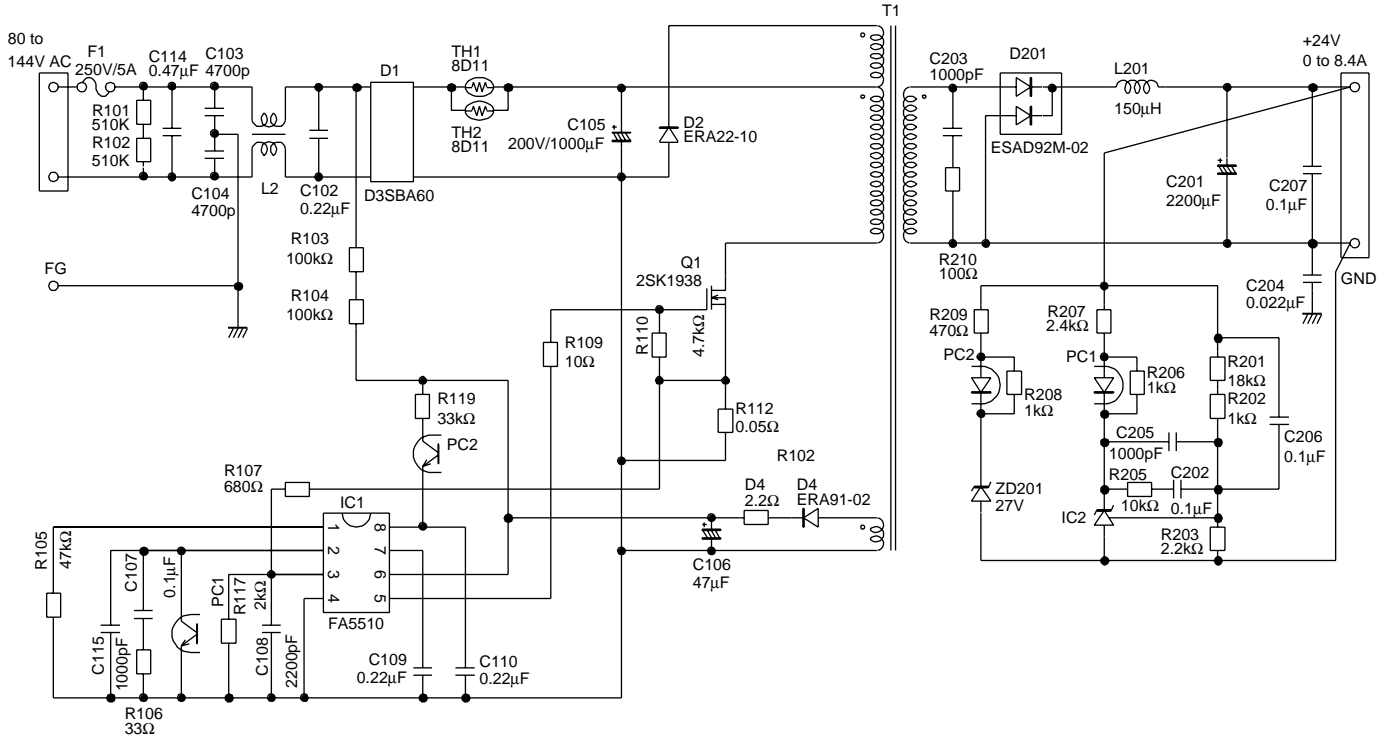 T1
80 to
144V AC
F1
250V/5A
C114
0.47µF
C103
4700p
R101
510K
R102
510K
C104
4700p
L2
C102
0.22µF
D1
D3SBA60
TH1
8D11
TH2
8D11
C105
200V/1000µF
D2
ERA22-10
C203
1000pF
D201
ESAD92M-02
L201
150µH
+24V
0 to 8.4A
C201
2200µF
C207
0.1µF
R210
100Ω
GND
C204
0.022µF
FG
R103
100kΩ
R104
100kΩ
Q1
2SK1938
R109
10Ω
R110
4.7kΩ
R112
0.05Ω
R119
33kΩ
PC2
R209
470Ω
PC2
R208
1kΩ
R207
2.4kΩ
PC1
R206
1kΩ
R201
18kΩ
R202
1kΩ
C205
1000pF
C206
0.1µF
R205
10kΩ
C202
0.1µF
ZD201
27V
IC2
R203
2.2kΩ
R102
D4
2.2Ω
D4
ERA91-02
C106
47µF
R107
680Ω
IC1
1
2
3
4
8
7
6
5
FA5510
R105
47kΩ
C107
0.1µF
PC1
R117
2kΩ
C115
1000pF
C108
2200pF
C109
0.22µF
C110
0.22µF
R106
33Ω